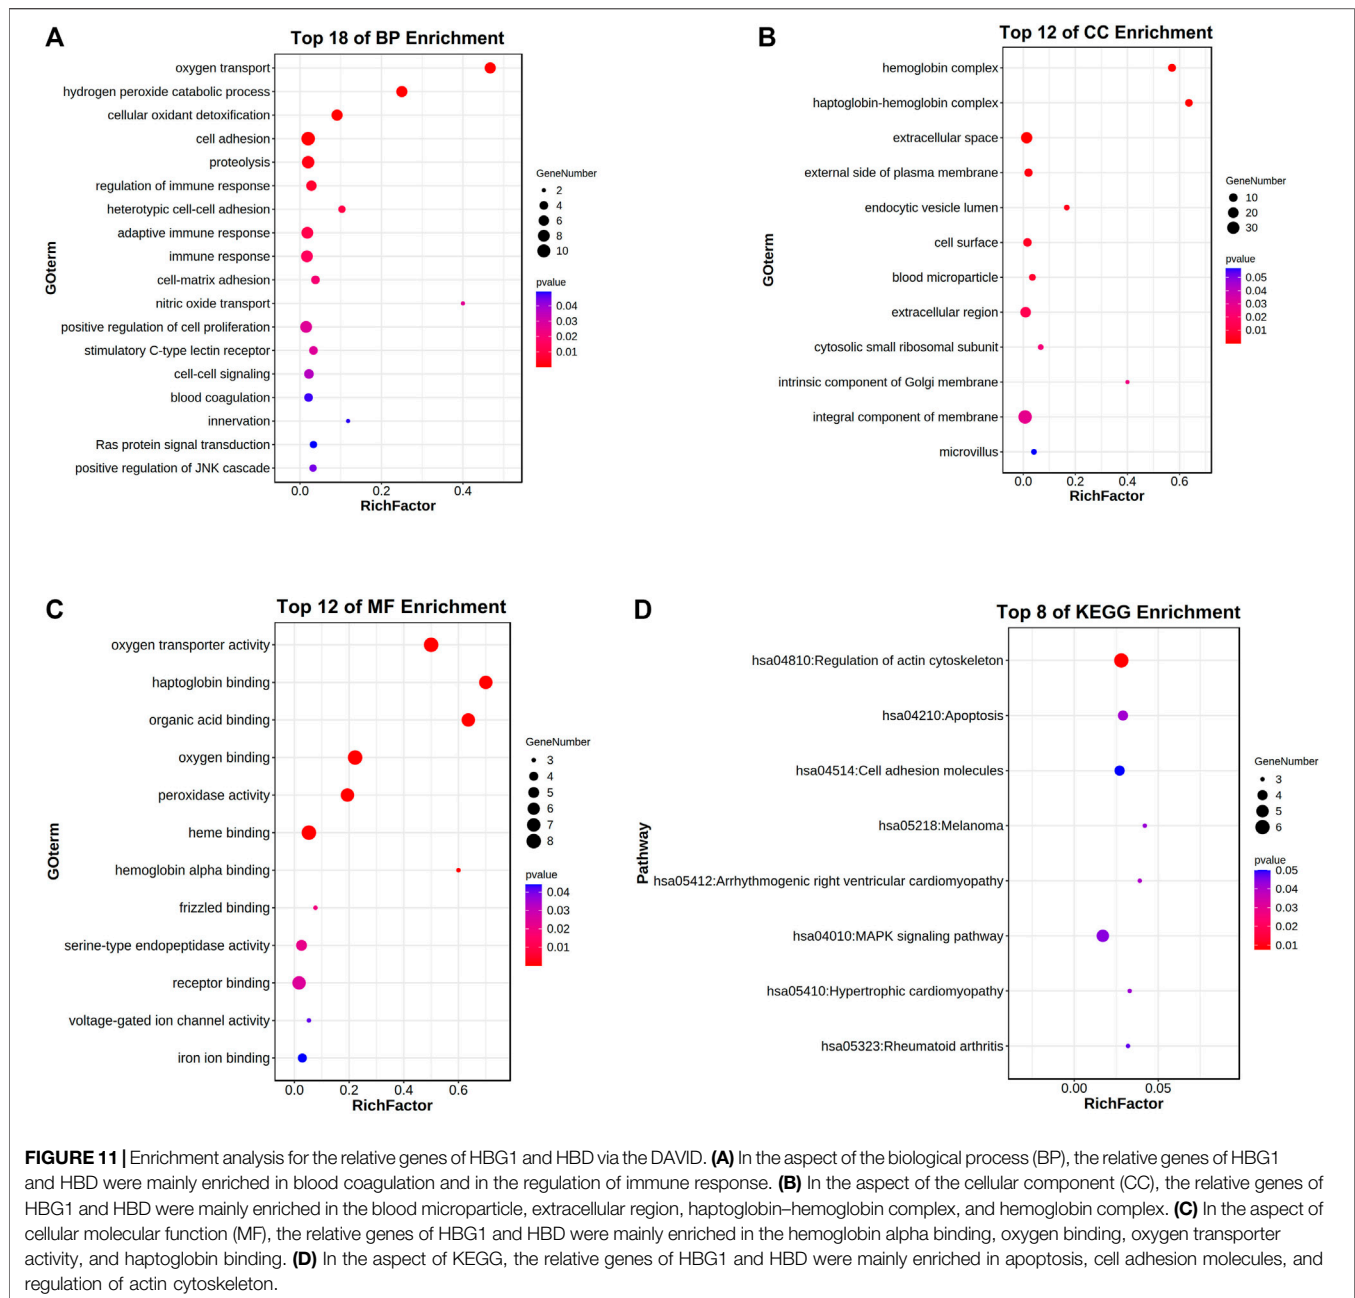 A
Top 18 of BP Enrichment
oxygen transport
hydrogen peroxide catabolic process
cellular oxidant detoxification
cell adhesion
proteolysis
regulation of immune response
heterotypic cell-cell adhesion
adaptive immune response
immune response
cell-matrix adhesion
nitric oxide transport
positive regulation of cell proliferation
stimulatory C-type lectin receptor
cell-cell signaling
blood coagulation
innervation
Ras protein signal transduction
positive regulation of JNK cascade
GOterm
0.0 0.2 0.4
RichFactor
GeneNumber
2
4
6
8
10
pvalue
0.04
0.03
0.02
0.01
B
Top 12 of CC Enrichment
hemoglobin complex
haptoglobin-hemoglobin complex
extracellular space
external side of plasma membrane
endocytic vesicle lumen
cell surface
blood microparticle
extracellular region
cytosolic small ribosomal subunit
intrinsic component of Golgi membrane
integral component of membrane
microvillus
GOterm
0.0 0.2 0.4 0.6
RichFactor
GeneNumber
10
20
30
pvalue
0.05
0.04
0.03
0.02
0.01
C
Top 12 of MF Enrichment
oxygen transporter activity
haptoglobin binding
organic acid binding
oxygen binding
peroxidase activity
heme binding
hemoglobin alpha binding
frizzled binding
serine-type endopeptidase activity
receptor binding
voltage-gated ion channel activity
iron ion binding
GOterm
0.0 0.2 0.4 0.6
RichFactor
GeneNumber
3
4
5
6
7
8
pvalue
0.04
0.03
0.02
0.01
D
Top 8 of KEGG Enrichment
hsa04810:Regulation of actin cytoskeleton
hsa04210:Apoptosis
hsa04514:Cell adhesion molecules
hsa05218:Melanoma
hsa05412:Arrhythmogenic right ventricular cardiomyopathy
hsa04010:MAPK signaling pathway
hsa05410:Hypertrophic cardiomyopathy
hsa05323:Rheumatoid arthritis
Pathway
0.00 0.05
RichFactor
GeneNumber
3
4
5
6
pvalue
0.05
0.04
0.03
0.02
0.01
FIGURE 11 | Enrichment analysis for the relative genes of HBG1 and HBD via the DAVID. (A) In the aspect of the biological process (BP), the relative genes of HBG1
and HBD were mainly enriched in blood coagulation and in the regulation of immune response. (B) In the aspect of the cellular component (CC), the relative genes of
HBG1 and HBD were mainly enriched in the blood microparticle, extracellular region, haptoglobin–hemoglobin complex, and hemoglobin complex. (C) In the aspect of
cellular molecular function (MF), the relative genes of HBG1 and HBD were mainly enriched in the hemoglobin alpha binding, oxygen binding, oxygen transporter
activity, and haptoglobin binding. (D) In the aspect of KEGG, the relative genes of HBG1 and HBD were mainly enriched in apoptosis, cell adhesion molecules, and
regulation of actin cytoskeleton.